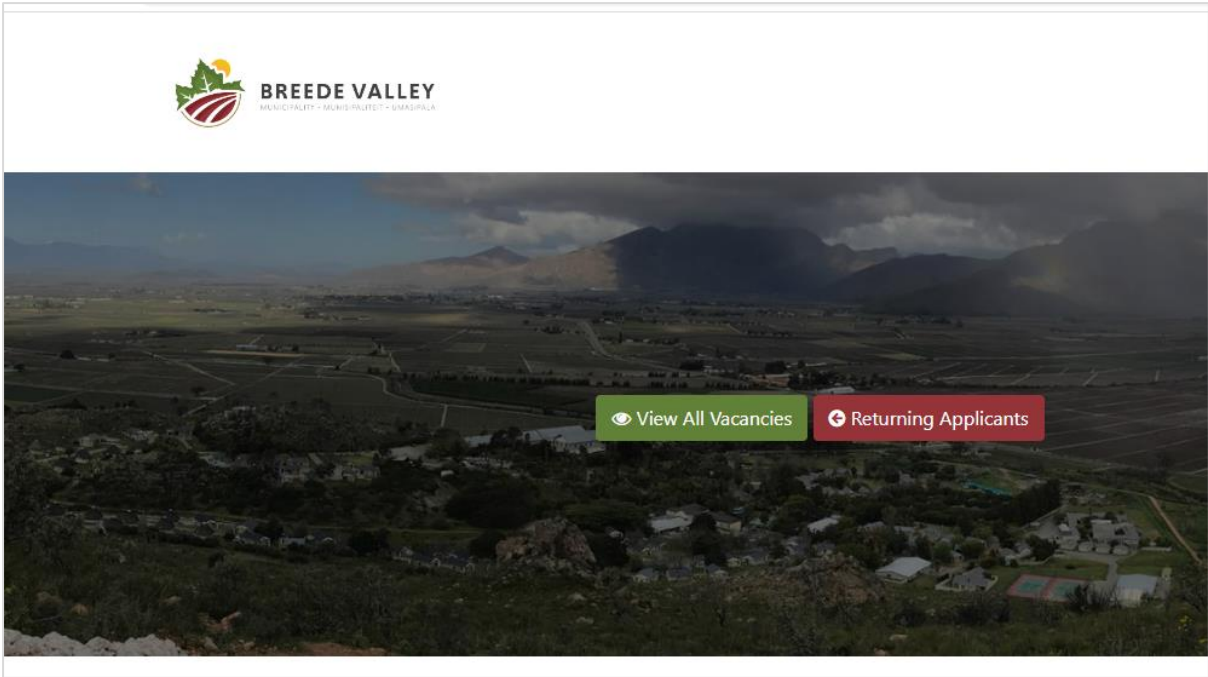 BREEDE VALLEY
MUNICIPALITY • MUNISIPALITEIT • UMASIPALA
View All Vacancies
Returning Applicants